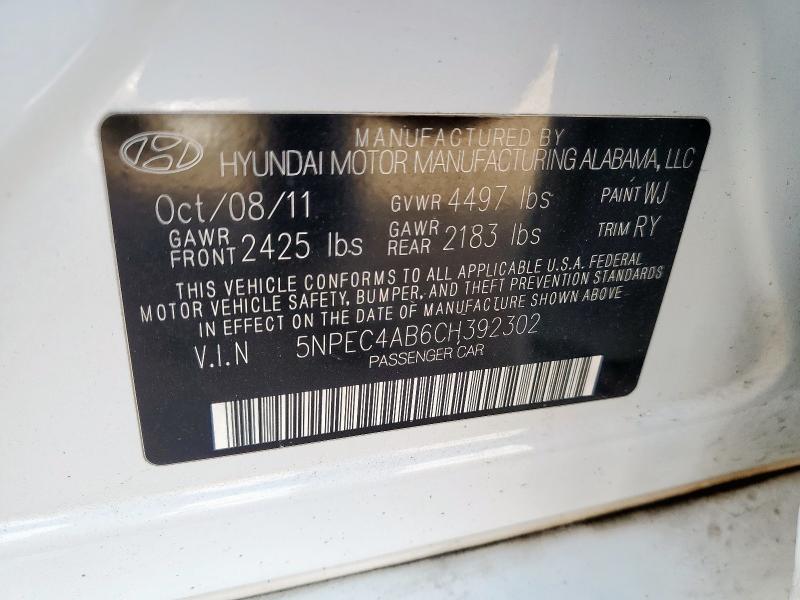 MANUFACTURED BY
HYUNDAI MOTOR MANUFACTURING ALABAMA, LLC
Oct/08/11 GVWR 4497 lbs PAINT WJ
GAWR FRONT 2425 lbs GAWR REAR 2183 lbs TRIM RY
THIS VEHICLE CONFORMS TO ALL APPLICABLE U.S.A. FEDERAL
MOTOR VEHICLE SAFETY, BUMPER, AND THEFT PREVENTION STANDARDS
IN EFFECT ON THE DATE OF MANUFACTURE SHOWN ABOVE
V.I.N 5NPEC4AB6CH392302
PASSENGER CAR